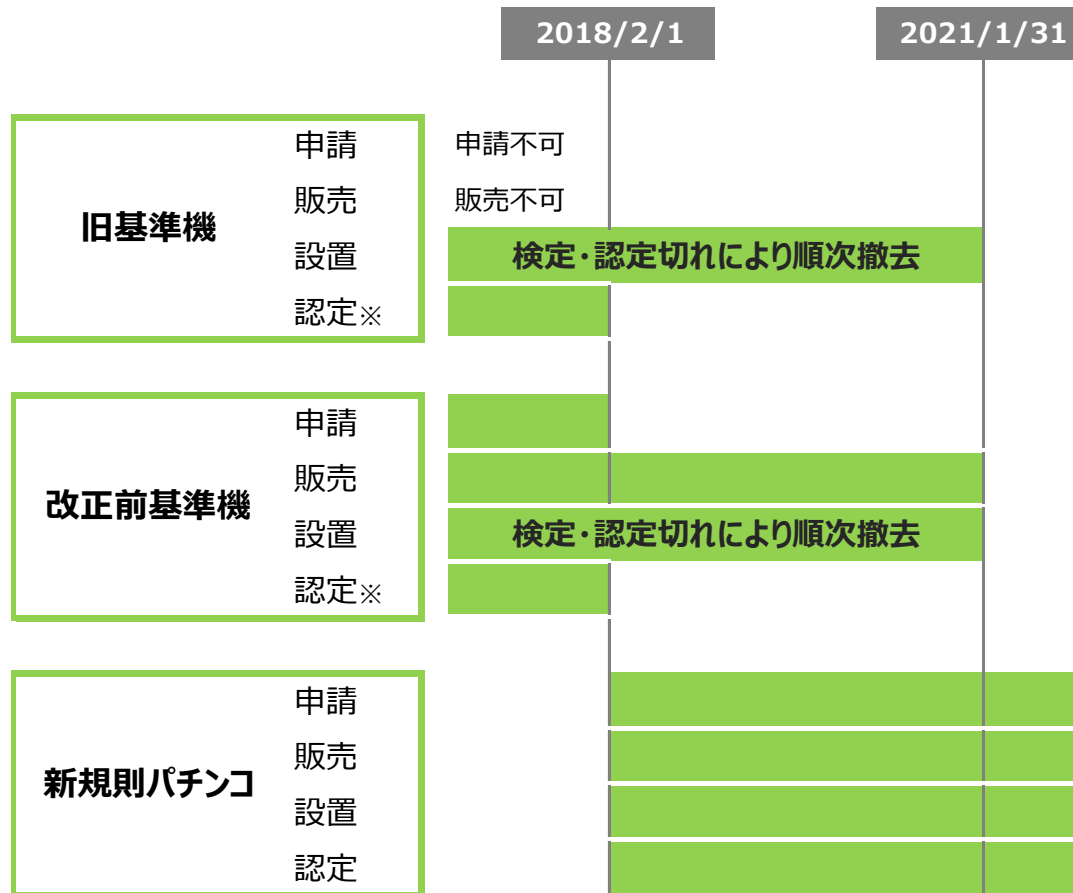 2018/2/1 2021/1/31
旧基準機
申請 申請不可
販売 販売不可
設置 検定・認定切れにより順次撤去
認定※
改正前基準機
申請
販売
設置 検定・認定切れにより順次撤去
認定※
新規則パチンコ
申請
販売
設置
認定